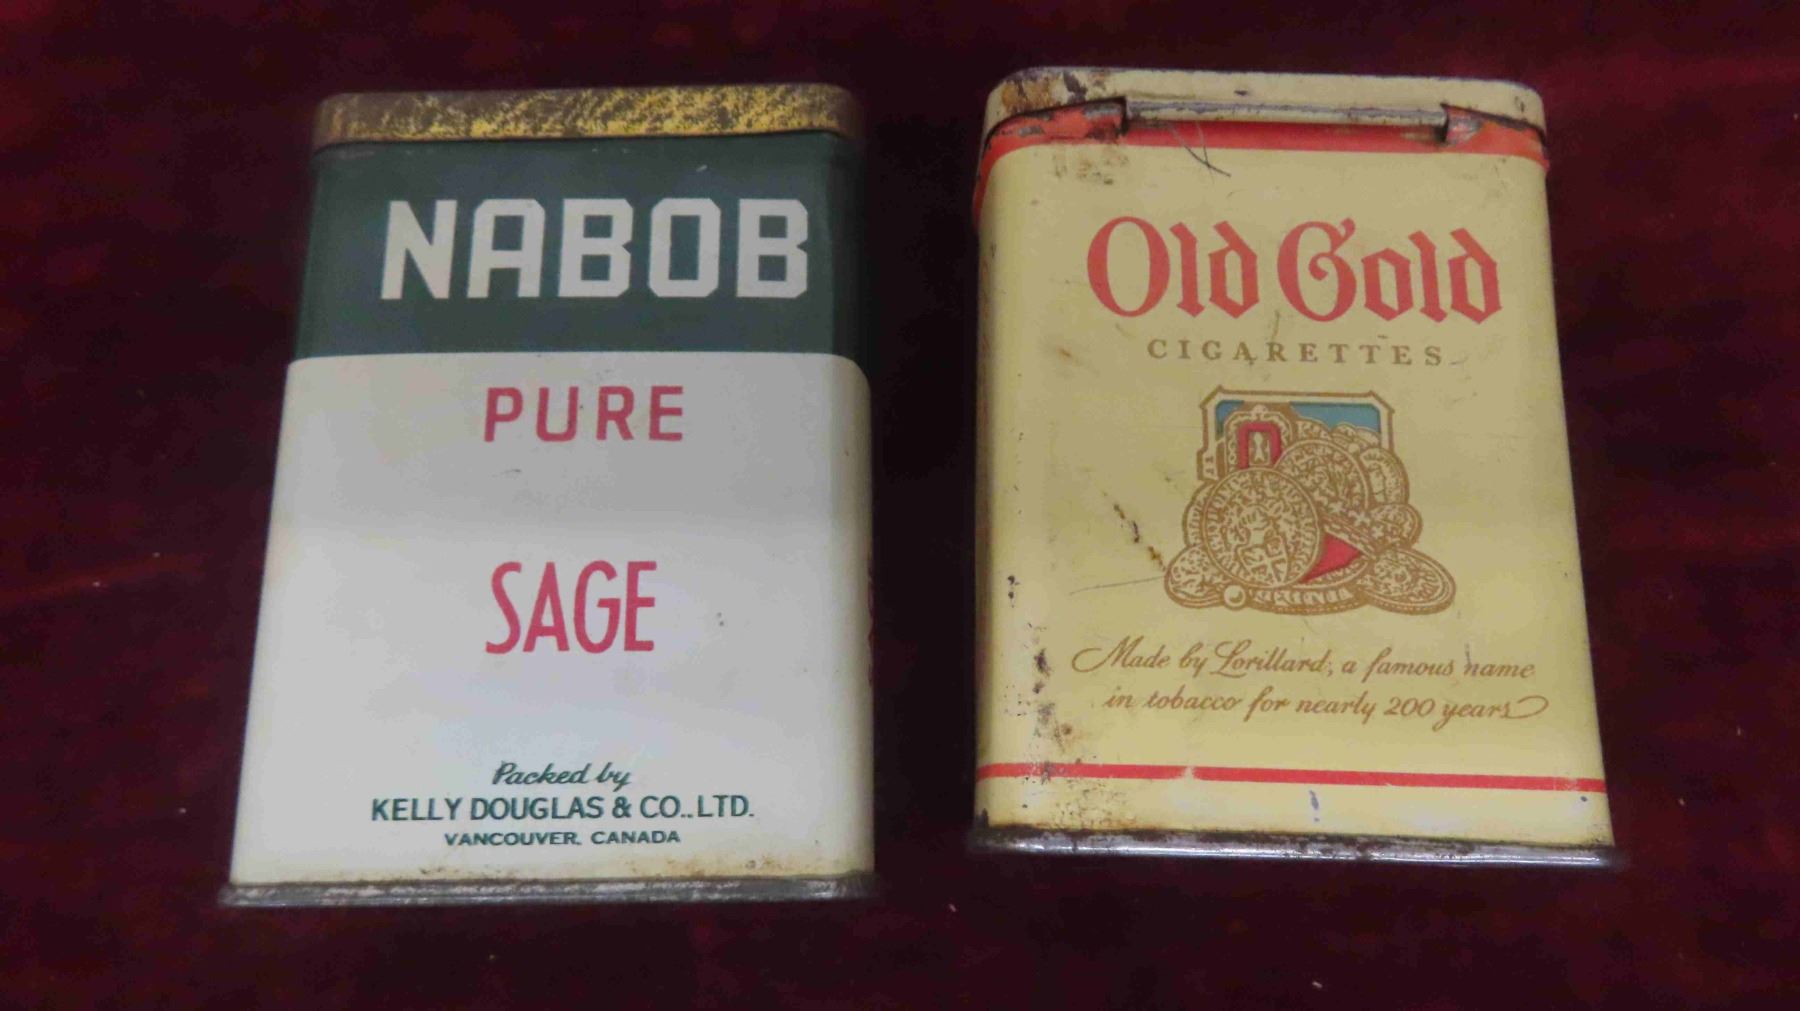 NABOB
PURE
SAGE
Packed by
KELLY DOUGLAS & CO., LTD.
VANCOUVER, CANADA
Old Gold
CIGARETTES
Made by Lorillard, a famous name
in tobacco for nearly 200 years